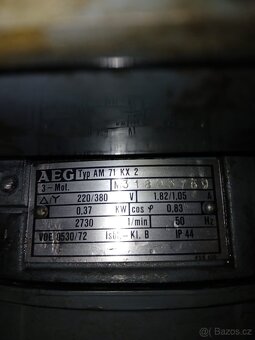 AEG Typ AM 71 KX 2
3~Mot.
△/Y 220/380 V 1,82/1,05
0,37 KW cos φ 0,83
2730 1/min 50 Hz
VDE 0530/72 Isol.-Kl. B IP 44
bazos.cz